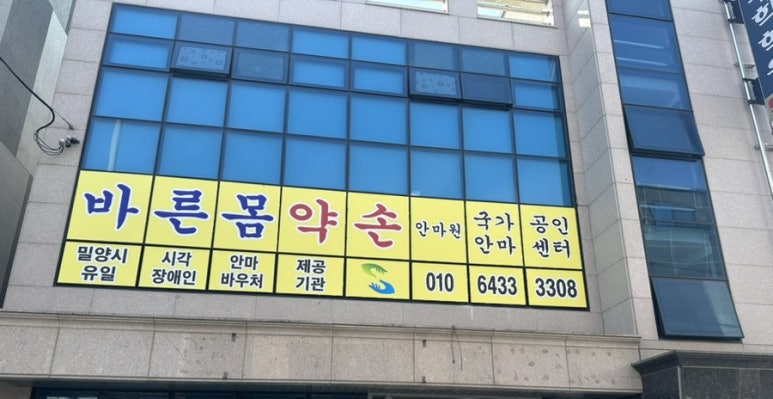 바른몸약손 안마원 국가안마 공인센터
밀양시 유일 시각장애인 안마바우처 제공기관 010 6433 3308